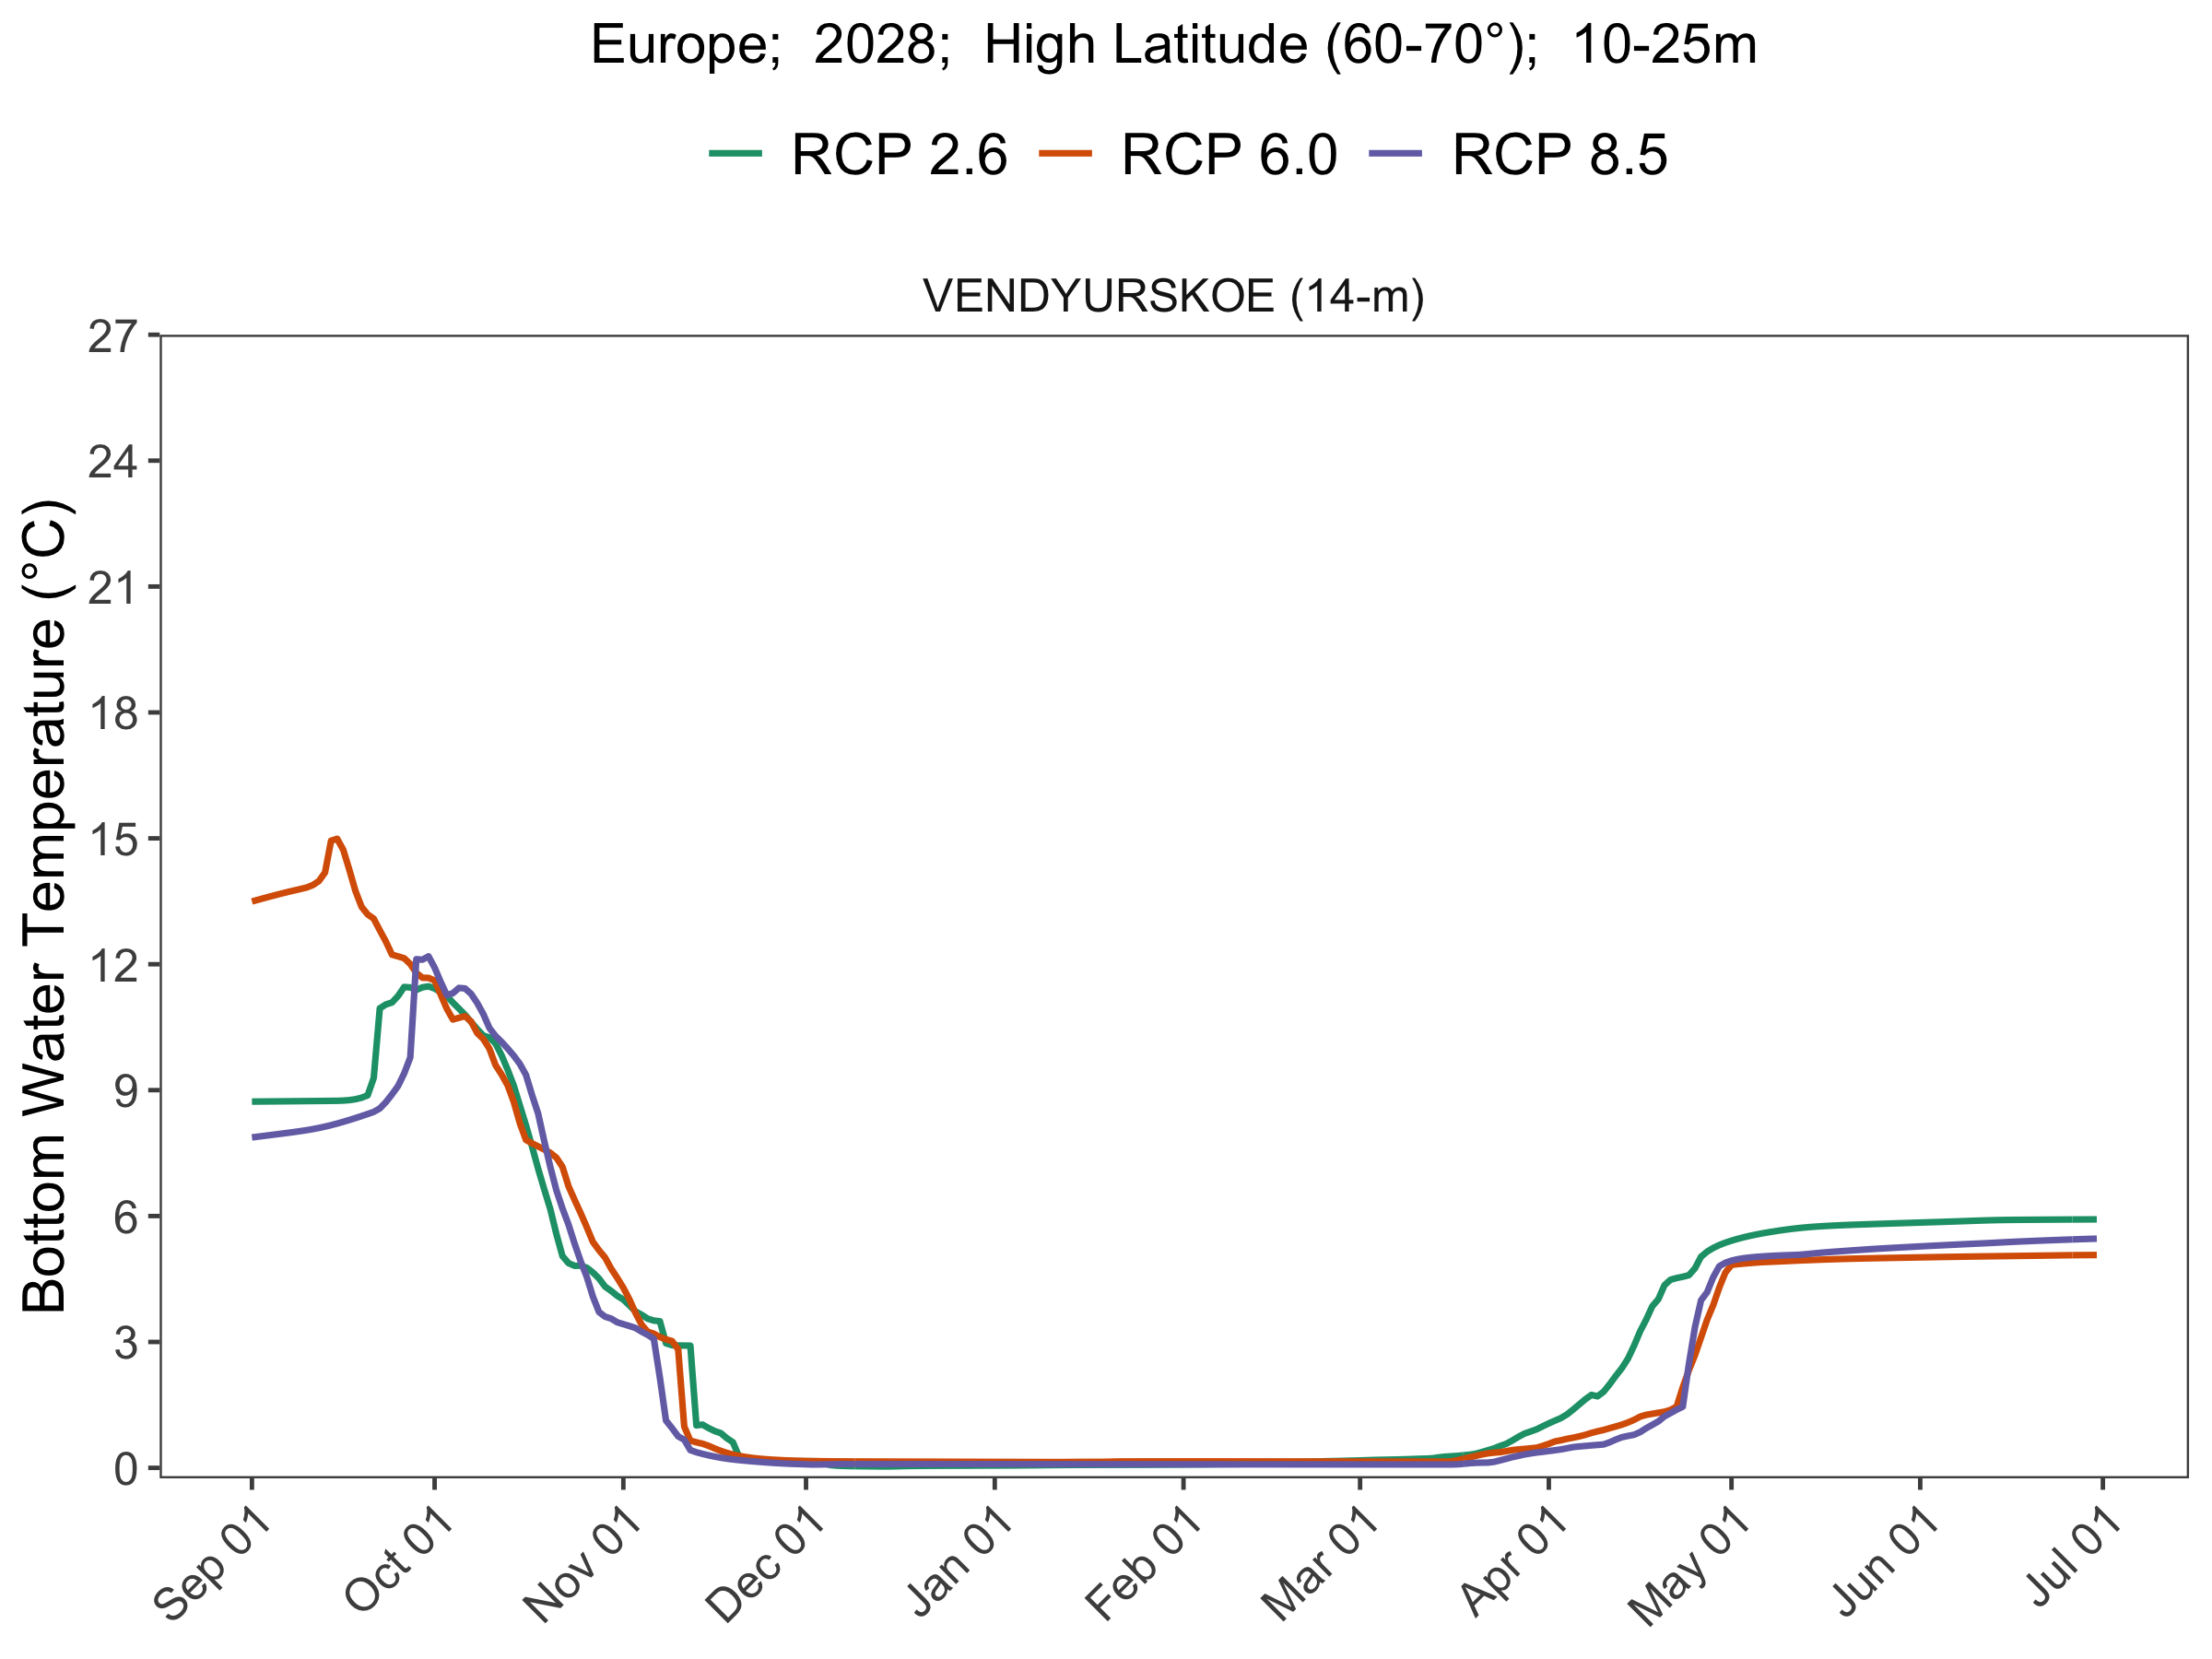 Europe;  2028;  High Latitude (60-70°);  10-25m
RCP 2.6 RCP 6.0 RCP 8.5
VENDYURSKOE (14-m)
Bottom Water Temperature (°C)
27
24
21
18
15
12
9
6
3
0
Sep 01 Oct 01 Nov 01 Dec 01 Jan 01 Feb 01 Mar 01 Apr 01 May 01 Jun 01 Jul 01